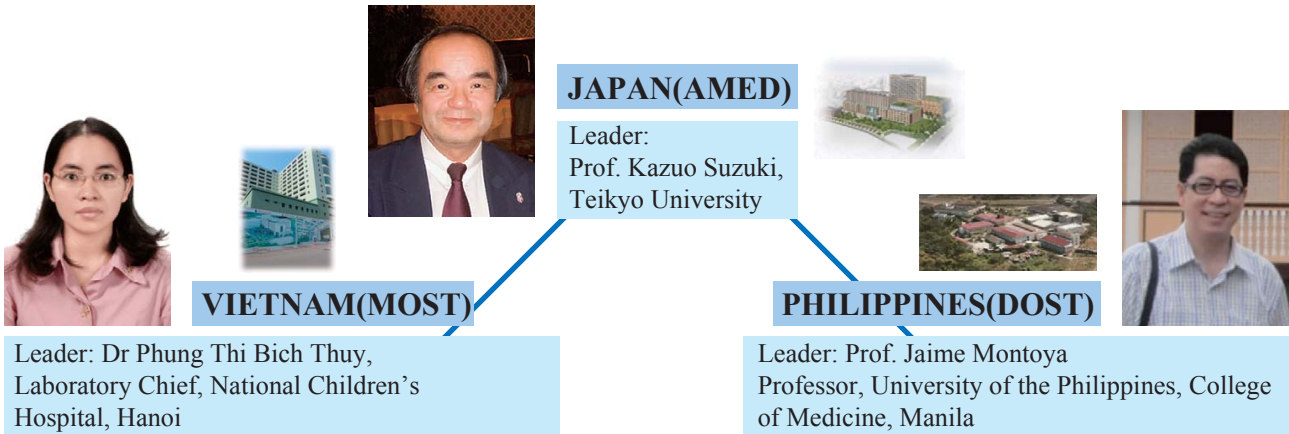 JAPAN(AMED)
Leader:
Prof. Kazuo Suzuki,
Teikyo University
VIETNAM(MOST)
Leader: Dr Phung Thi Bich Thuy,
Laboratory Chief, National Children’s
Hospital, Hanoi
PHILIPPINES(DOST)
Leader: Prof. Jaime Montoya
Professor, University of the Philippines, College
of Medicine, Manila